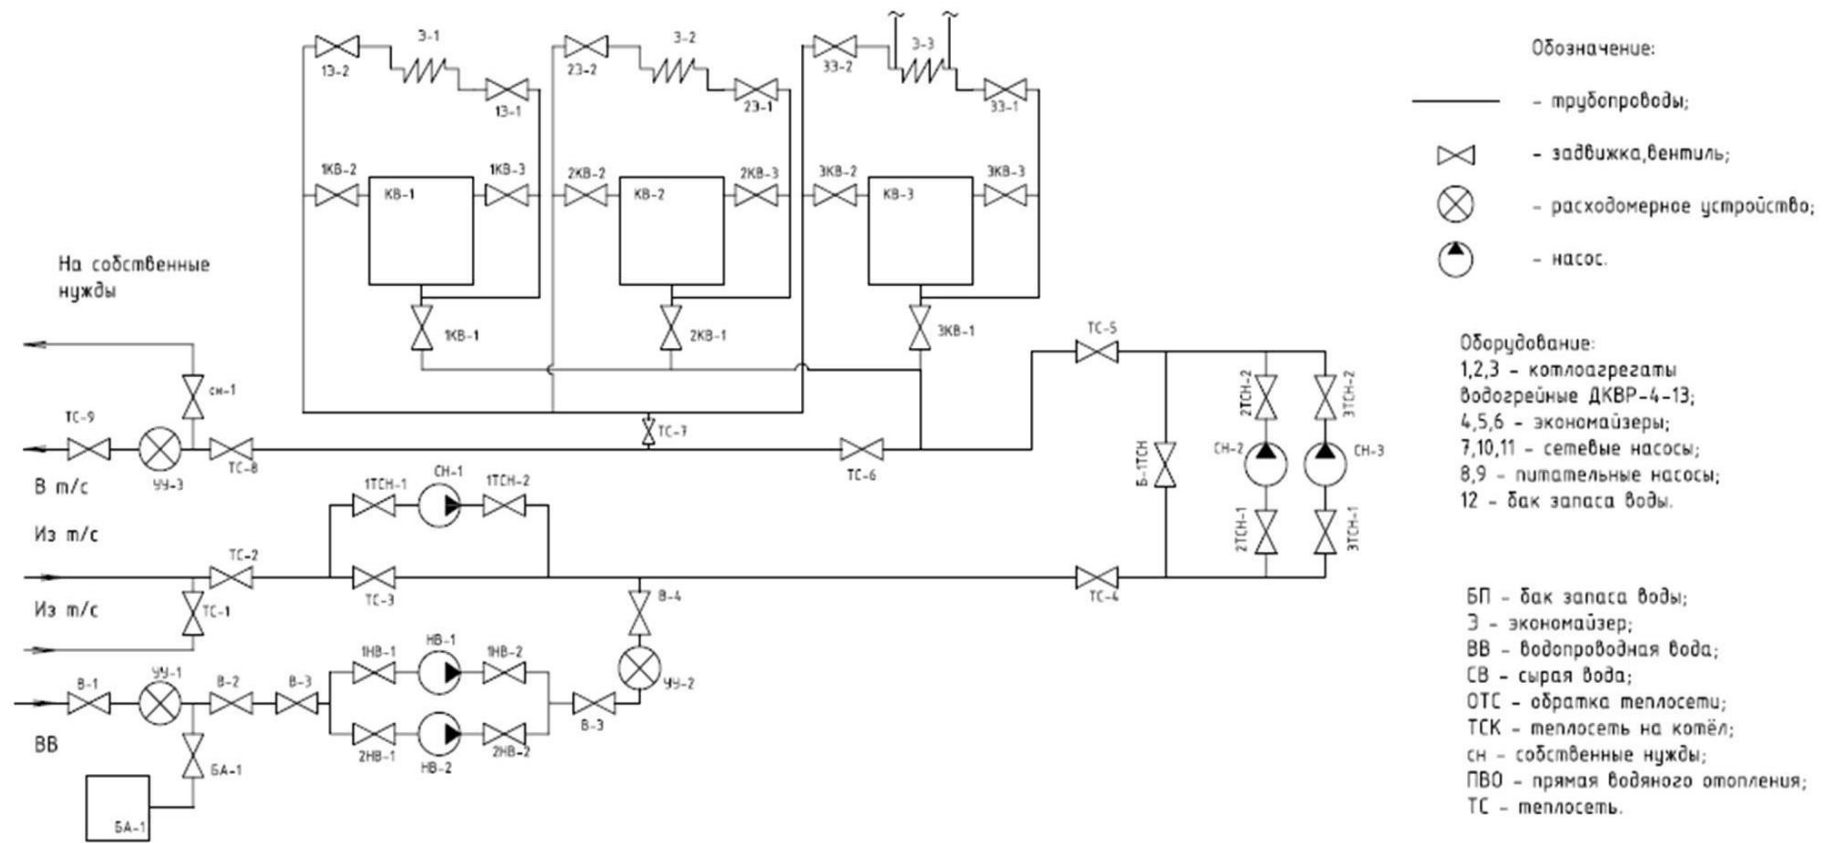 Э-1
Э-2
Э-3
1Э-2
1Э-1
2Э-2
2Э-1
3Э-2
3Э-1
1КВ-2
КВ-1
1КВ-3
2КВ-2
КВ-2
2КВ-3
3КВ-2
КВ-3
3КВ-3
1КВ-1
2КВ-1
3КВ-1
На собственные
нужды
сн-1
ТС-9
УУ-3
ТС-8
ТС-7
ТС-6
ТС-5
В т/с
Из т/с
ТС-2
1ТСН-1
СН-1
1ТСН-2
ТС-3
ТС-4
Б-1ТСН
2ТСН-2
СН-2
2ТСН-1
3ТСН-2
СН-3
3ТСН-1
Из т/с
ТС-1
В-4
УУ-2
В-1
УУ-1
В-2
В-3
1НВ-1
НВ-1
1НВ-2
2НВ-1
НВ-2
2НВ-2
В-3
ВВ
БА-1
БА-1
Обозначение:
- трубопроводы;
- задвижка,вентиль;
- расходомерное устройство;
- насос.
Оборудование:
1,2,3 - котлоагрегаты
водогрейные ДКВР-4-13;
4,5,6 - экономайзеры;
7,10,11 - сетевые насосы;
8,9 - питательные насосы;
12 - бак запаса воды.
БП - бак запаса воды;
Э - экономайзер;
ВВ - водопроводная вода;
СВ - сырая вода;
ОТС - обратка теплосети;
ТСК - теплосеть на котёл;
сн - собственные нужды;
ПВО - прямая водяного отопления;
ТС - теплосеть.